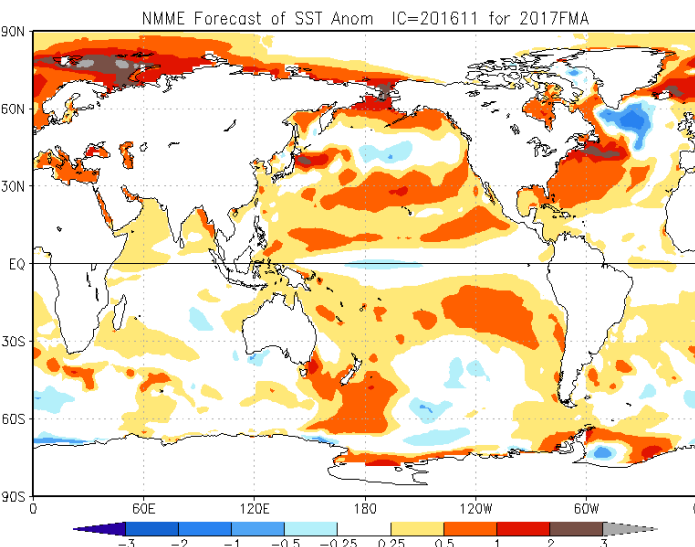 NMME Forecast of SST Anom IC=201611 for 2017FMA
90N
60N
30N
EQ
30S
60S
90S
0 60E 120E 180 120W 60W 0
-3 -2 -1 -0.5 -0.25 0.25 0.5 1 2 3